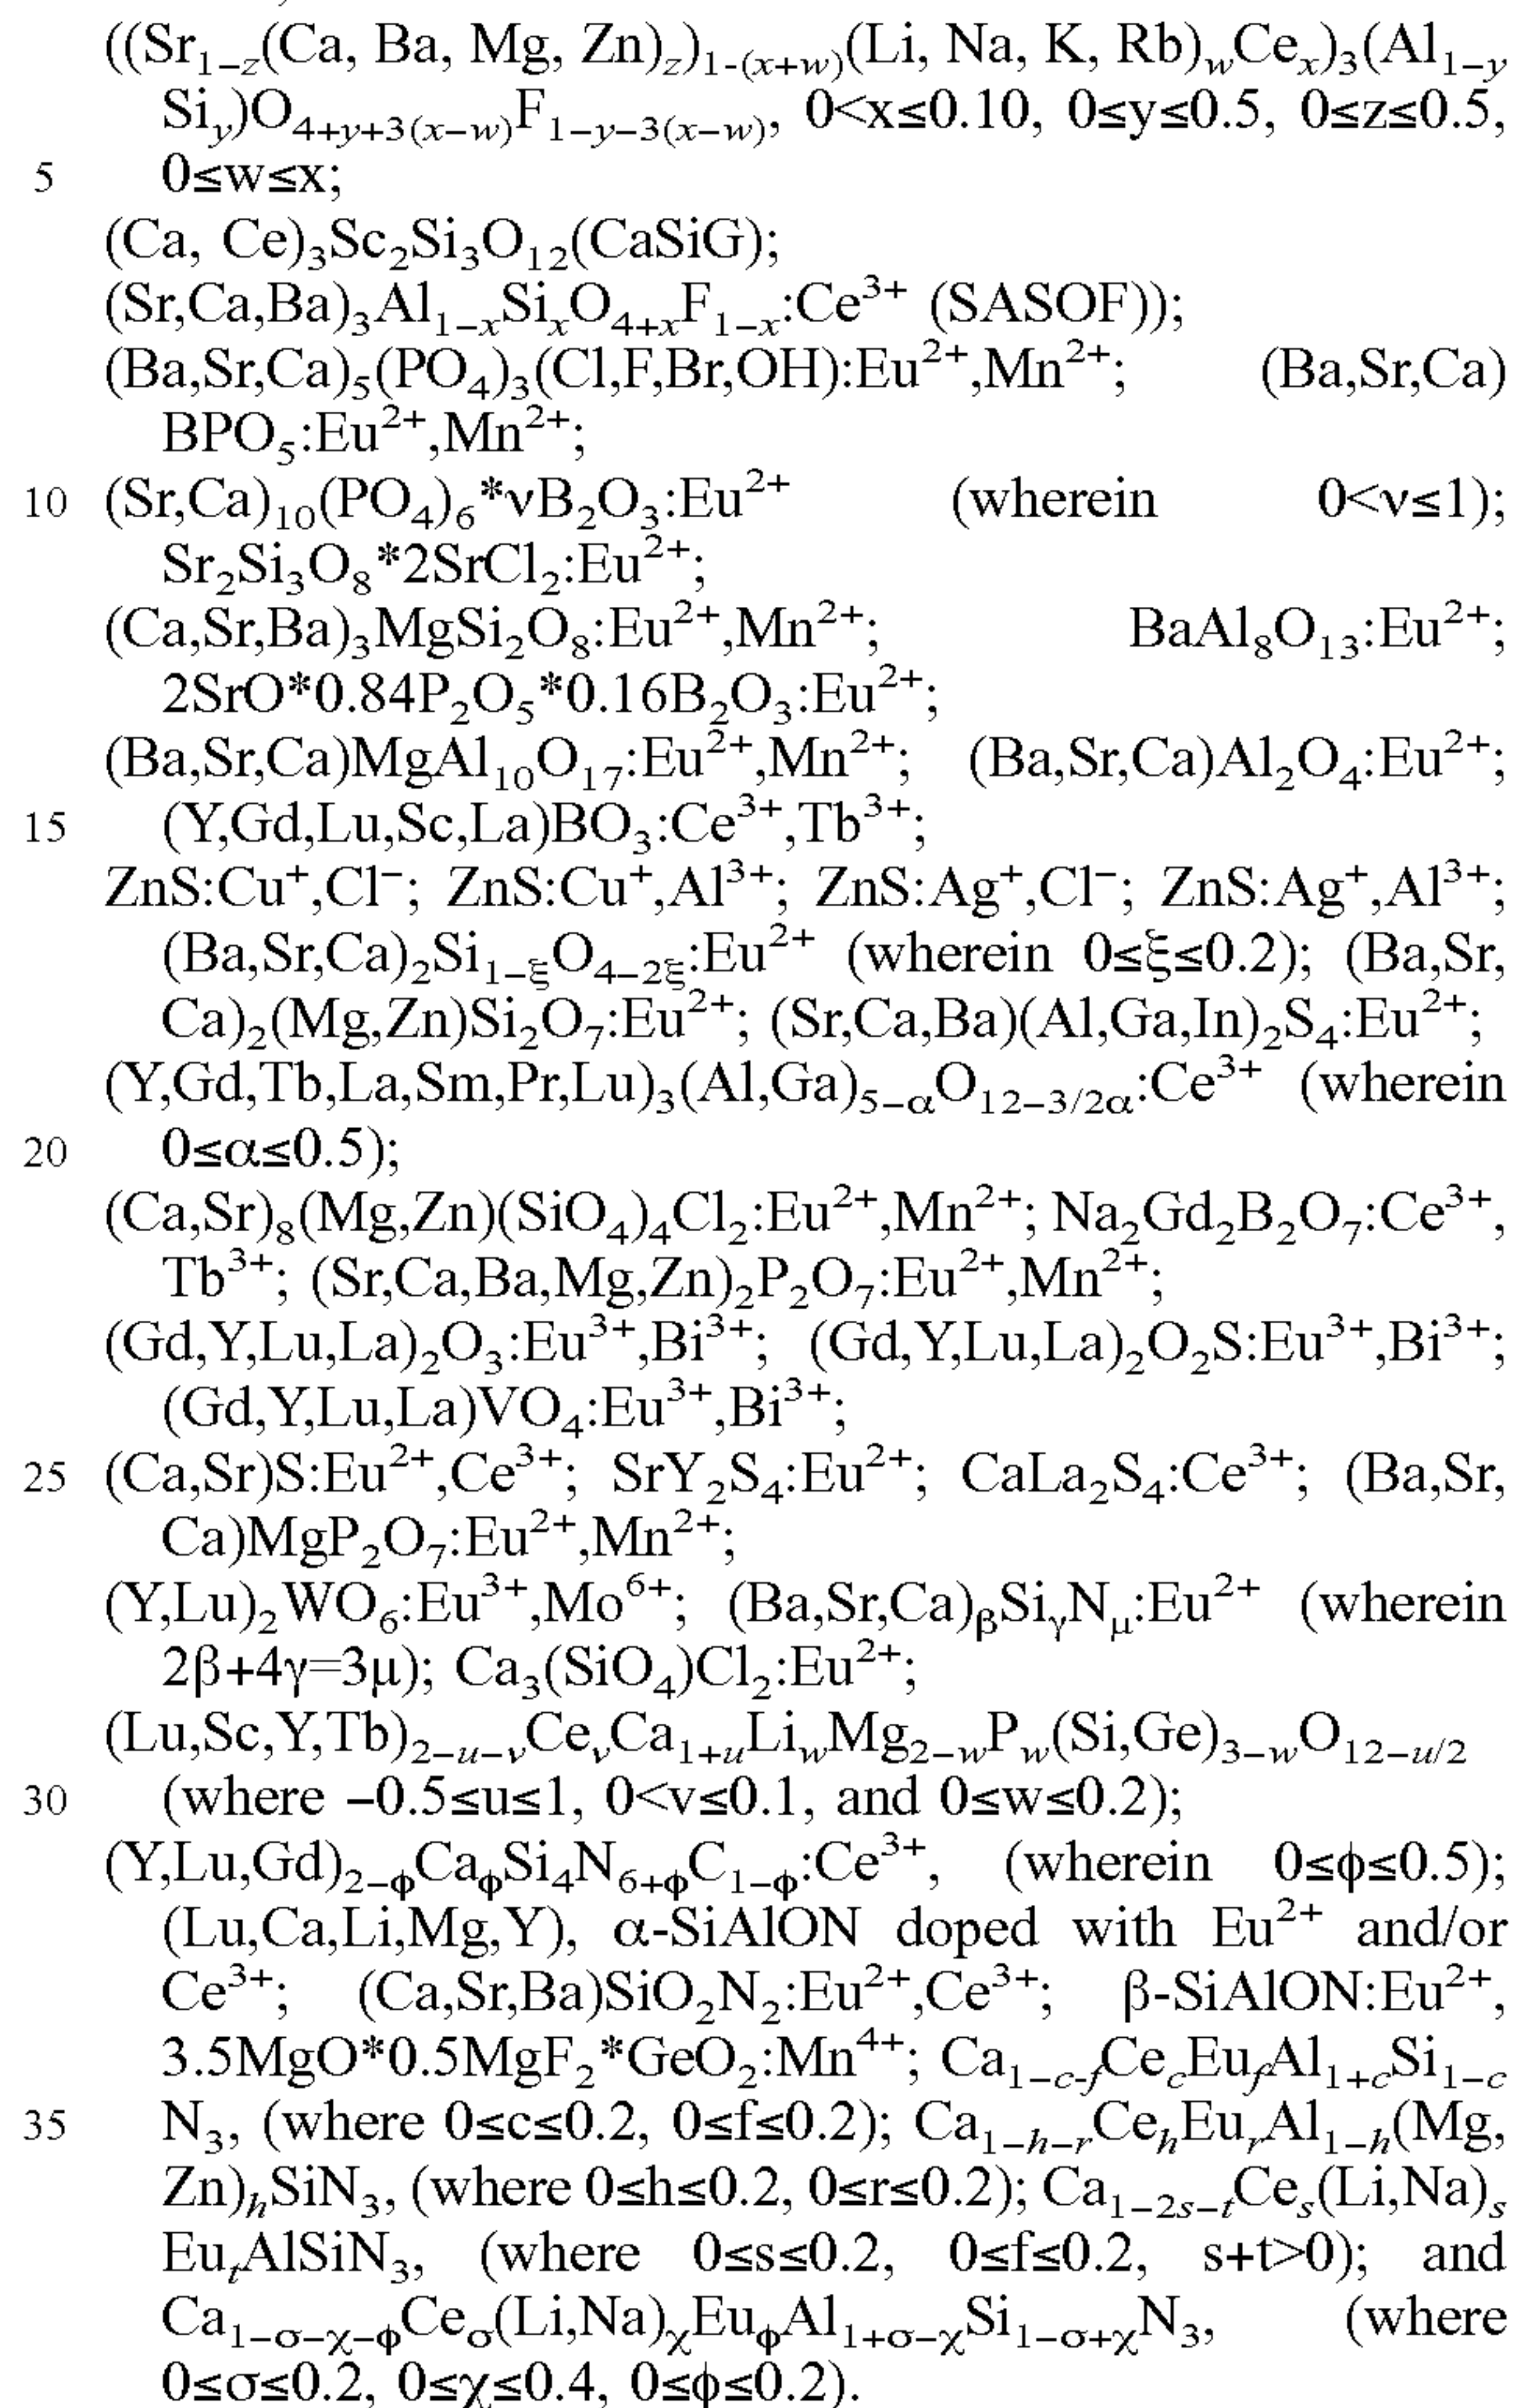 ((Sr₁₋z(Ca, Ba, Mg, Zn)z)₁₋₍ₓ₊w₎(Li, Na, K, Rb)wCeₓ)₃(Al₁₋y
Siy)O₄₊y₊₃₍ₓ₋w₎F₁₋y₋₃₍ₓ₋w₎, 0<x≤0.10, 0≤y≤0.5, 0≤z≤0.5,
5 0≤w≤x;
(Ca, Ce)₃Sc₂Si₃O₁₂(CaSiG);
(Sr,Ca,Ba)₃Al₁₋ₓSiₓO₄₊ₓF₁₋ₓ:Ce³⁺ (SASOF));
(Ba,Sr,Ca)₅(PO₄)₃(Cl,F,Br,OH):Eu²⁺,Mn²⁺; (Ba,Sr,Ca)
BPO₅:Eu²⁺,Mn²⁺;
10 (Sr,Ca)₁₀(PO₄)₆*νB₂O₃:Eu²⁺ (wherein 0<ν≤1);
Sr₂Si₃O₈*2SrCl₂:Eu²⁺;
(Ca,Sr,Ba)₃MgSi₂O₈:Eu²⁺,Mn²⁺; BaAl₈O₁₃:Eu²⁺;
2SrO*0.84P₂O₅*0.16B₂O₃:Eu²⁺;
(Ba,Sr,Ca)MgAl₁₀O₁₇:Eu²⁺,Mn²⁺; (Ba,Sr,Ca)Al₂O₄:Eu²⁺;
15 (Y,Gd,Lu,Sc,La)BO₃:Ce³⁺,Tb³⁺;
ZnS:Cu⁺,Cl⁻; ZnS:Cu⁺,Al³⁺; ZnS:Ag⁺,Cl⁻; ZnS:Ag⁺,Al³⁺;
(Ba,Sr,Ca)₂Si₁₋ξO₄₋₂ξ:Eu²⁺ (wherein 0≤ξ≤0.2); (Ba,Sr,
Ca)₂(Mg,Zn)Si₂O₇:Eu²⁺; (Sr,Ca,Ba)(Al,Ga,In)₂S₄:Eu²⁺;
(Y,Gd,Tb,La,Sm,Pr,Lu)₃(Al,Ga)₅₋αO₁₂₋₃/₂α:Ce³⁺ (wherein
20 0≤α≤0.5);
(Ca,Sr)₈(Mg,Zn)(SiO₄)₄Cl₂:Eu²⁺,Mn²⁺; Na₂Gd₂B₂O₇:Ce³⁺,
Tb³⁺; (Sr,Ca,Ba,Mg,Zn)₂P₂O₇:Eu²⁺,Mn²⁺;
(Gd,Y,Lu,La)₂O₃:Eu³⁺,Bi³⁺; (Gd,Y,Lu,La)₂O₂S:Eu³⁺,Bi³⁺;
(Gd,Y,Lu,La)VO₄:Eu³⁺,Bi³⁺;
25 (Ca,Sr)S:Eu²⁺,Ce³⁺; SrY₂S₄:Eu²⁺; CaLa₂S₄:Ce³⁺; (Ba,Sr,
Ca)MgP₂O₇:Eu²⁺,Mn²⁺;
(Y,Lu)₂WO₆:Eu³⁺,Mo⁶⁺; (Ba,Sr,Ca)βSiγNμ:Eu²⁺ (wherein
2β+4γ=3μ); Ca₃(SiO₄)Cl₂:Eu²⁺;
(Lu,Sc,Y,Tb)₂₋u₋vCevCa₁₊uLiwMg₂₋wPw(Si,Ge)₃₋wO₁₂₋u/₂
30 (where −0.5≤u≤1, 0<v≤0.1, and 0≤w≤0.2);
(Y,Lu,Gd)₂₋ϕCaϕSi₄N₆₊ϕC₁₋ϕ:Ce³⁺, (wherein 0≤ϕ≤0.5);
(Lu,Ca,Li,Mg,Y), α-SiAlON doped with Eu²⁺ and/or
Ce³⁺; (Ca,Sr,Ba)SiO₂N₂:Eu²⁺,Ce³⁺; β-SiAlON:Eu²⁺,
3.5MgO*0.5MgF₂*GeO₂:Mn⁴⁺; Ca₁₋c₋fCecEufAl₁₊cSi₁₋c
35 N₃, (where 0≤c≤0.2, 0≤f≤0.2); Ca₁₋h₋rCehEurAl₁₋h(Mg,
Zn)hSiN₃, (where 0≤h≤0.2, 0≤r≤0.2); Ca₁₋₂s₋tCes(Li,Na)s
EutAlSiN₃, (where 0≤s≤0.2, 0≤f≤0.2, s+t>0); and
Ca₁₋σ₋χ₋ϕCeσ(Li,Na)χEuϕAl₁₊σ₋χSi₁₋σ₊χN₃, (where
0≤σ≤0.2, 0≤χ≤0.4, 0≤ϕ≤0.2).